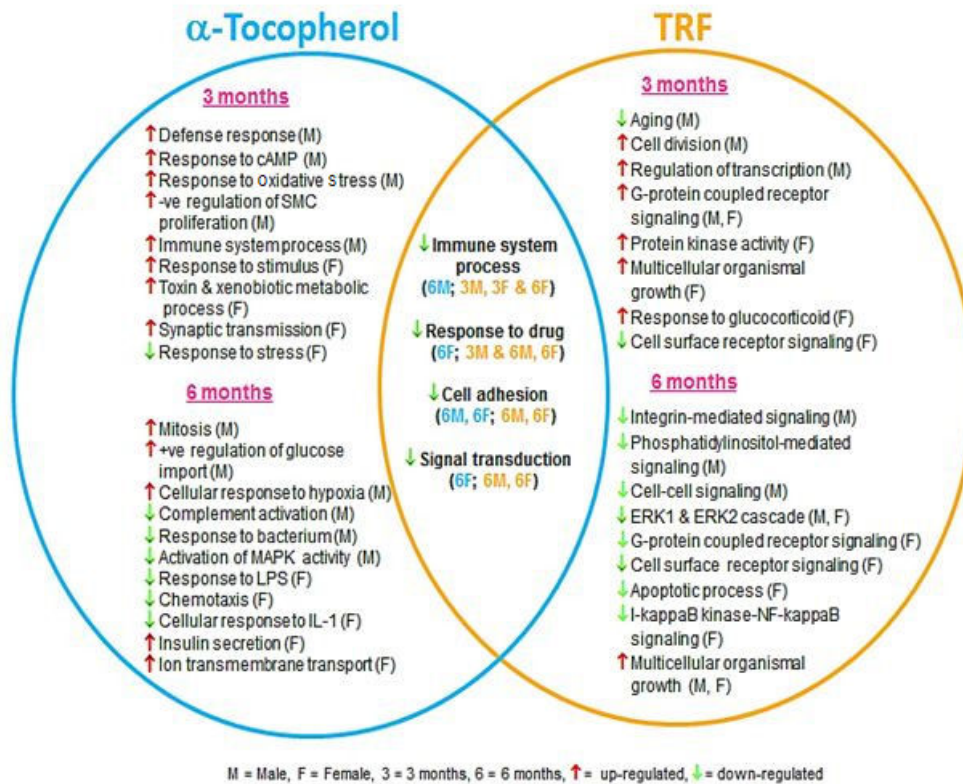 α-Tocopherol
TRF
3 months
↑Defense response (M)
↑Response to cAMP (M)
↑Response to Oxidative Stress (M)
↑-ve regulation of SMC
proliferation (M)
↑Immune system process (M)
↑Response to stimulus (F)
↑Toxin & xenobiotic metabolic
process (F)
↑Synaptic transmission (F)
↓Response to stress (F)
6 months
↑Mitosis (M)
↑+ve regulation of glucose
import (M)
↑Cellular response to hypoxia (M)
↓Complement activation (M)
↓Response to bacterium (M)
↓Activation of MAPK activity (M)
↓Response to LPS (F)
↓Chemotaxis (F)
↓Cellular response to IL-1 (F)
↑Insulin secretion (F)
↑Ion transmembrane transport (F)
↓Immune system
process
(6M; 3M, 3F & 6F)
↓Response to drug
(6F; 3M & 6M, 6F)
↓Cell adhesion
(6M, 6F; 6M, 6F)
↓Signal transduction
(6F; 6M, 6F)
3 months
↓Aging (M)
↑Cell division (M)
↑Regulation of transcription (M)
↑G-protein coupled receptor
signaling (M, F)
↑Protein kinase activity (F)
↑Multicellular organismal
growth (F)
↑Response to glucocorticoid (F)
↓Cell surface receptor signaling (F)
6 months
↓Integrin-mediated signaling (M)
↓Phosphatidylinositol-mediated
signaling (M)
↓Cell-cell signaling (M)
↓ERK1 & ERK2 cascade (M, F)
↓G-protein coupled receptor signaling (F)
↓Cell surface receptor signaling (F)
↓Apoptotic process (F)
↓I-kappaB kinase-NF-kappaB
signaling (F)
↑Multicellular organismal
growth (M, F)
M = Male, F = Female, 3 = 3 months, 6 = 6 months, ↑ = up-regulated, ↓ = down-regulated